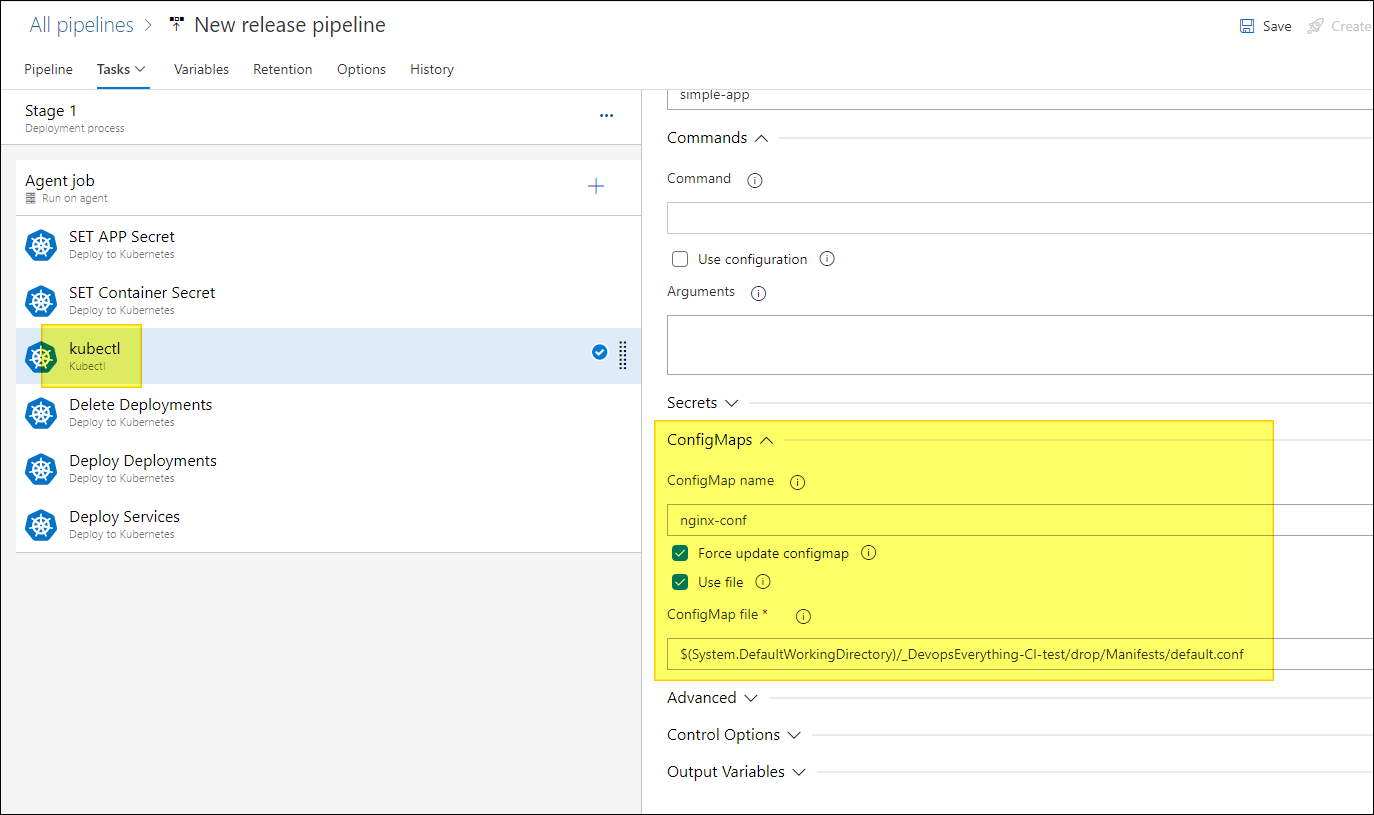 All pipelines > New release pipeline
Save
Create
Pipeline
Tasks
Variables
Retention
Options
History
Stage 1
Deployment process
...
Agent job
Run on agent
SET APP Secret
Deploy to Kubernetes
SET Container Secret
Deploy to Kubernetes
kubectl
Kubectl
Delete Deployments
Deploy to Kubernetes
Deploy Deployments
Deploy to Kubernetes
Deploy Services
Deploy to Kubernetes
simple-app
Commands
Command
Use configuration
Arguments
Secrets
ConfigMaps
ConfigMap name
nginx-conf
Force update configmap
Use file
ConfigMap file *
$(System.DefaultWorkingDirectory)/_DevopsEverything-CI-test/drop/Manifests/default.conf
Advanced
Control Options
Output Variables